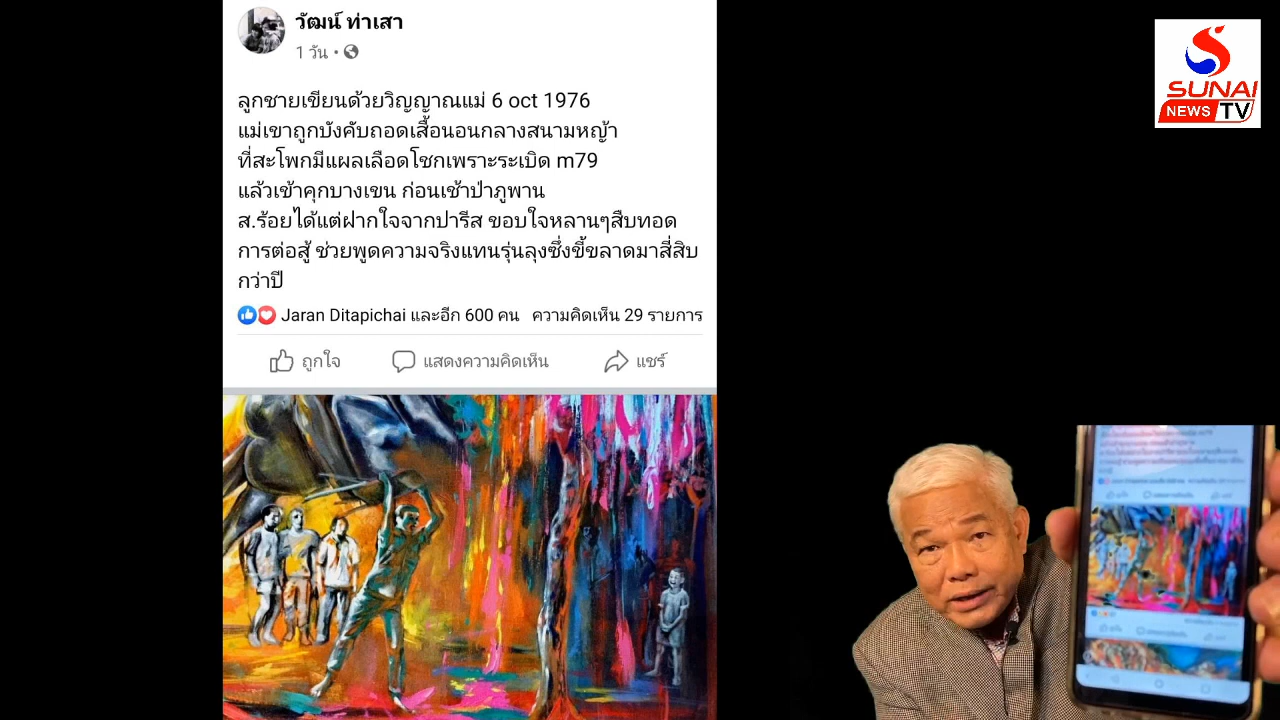 วัฒน์ ท่าเสา
1 วัน
ลูกชายเขียนด้วยวิญญาณแม่ 6 oct 1976
แม่เขาถูกบังคับถอดเสื้อนอนกลางสนามหญ้า
ที่สะโพกมีแผลเลือดโชกเพราะระเบิด m79
แล้วเข้าคุกบางเขน ก่อนเข้าป่าภูพาน
ส.ร้อยได้แต่ฝากใจจากปารีส ขอบใจหลานๆสืบทอด
การต่อสู้ ช่วยพูดความจริงแทนรุ่นลุงซึ่งขี้ขลาดมาสี่สิบ
กว่าปี
Jaran Ditapichai และอีก 600 คน ความคิดเห็น 29 รายการ
ถูกใจ แสดงความคิดเห็น แชร์
SUNAI
NEWS TV